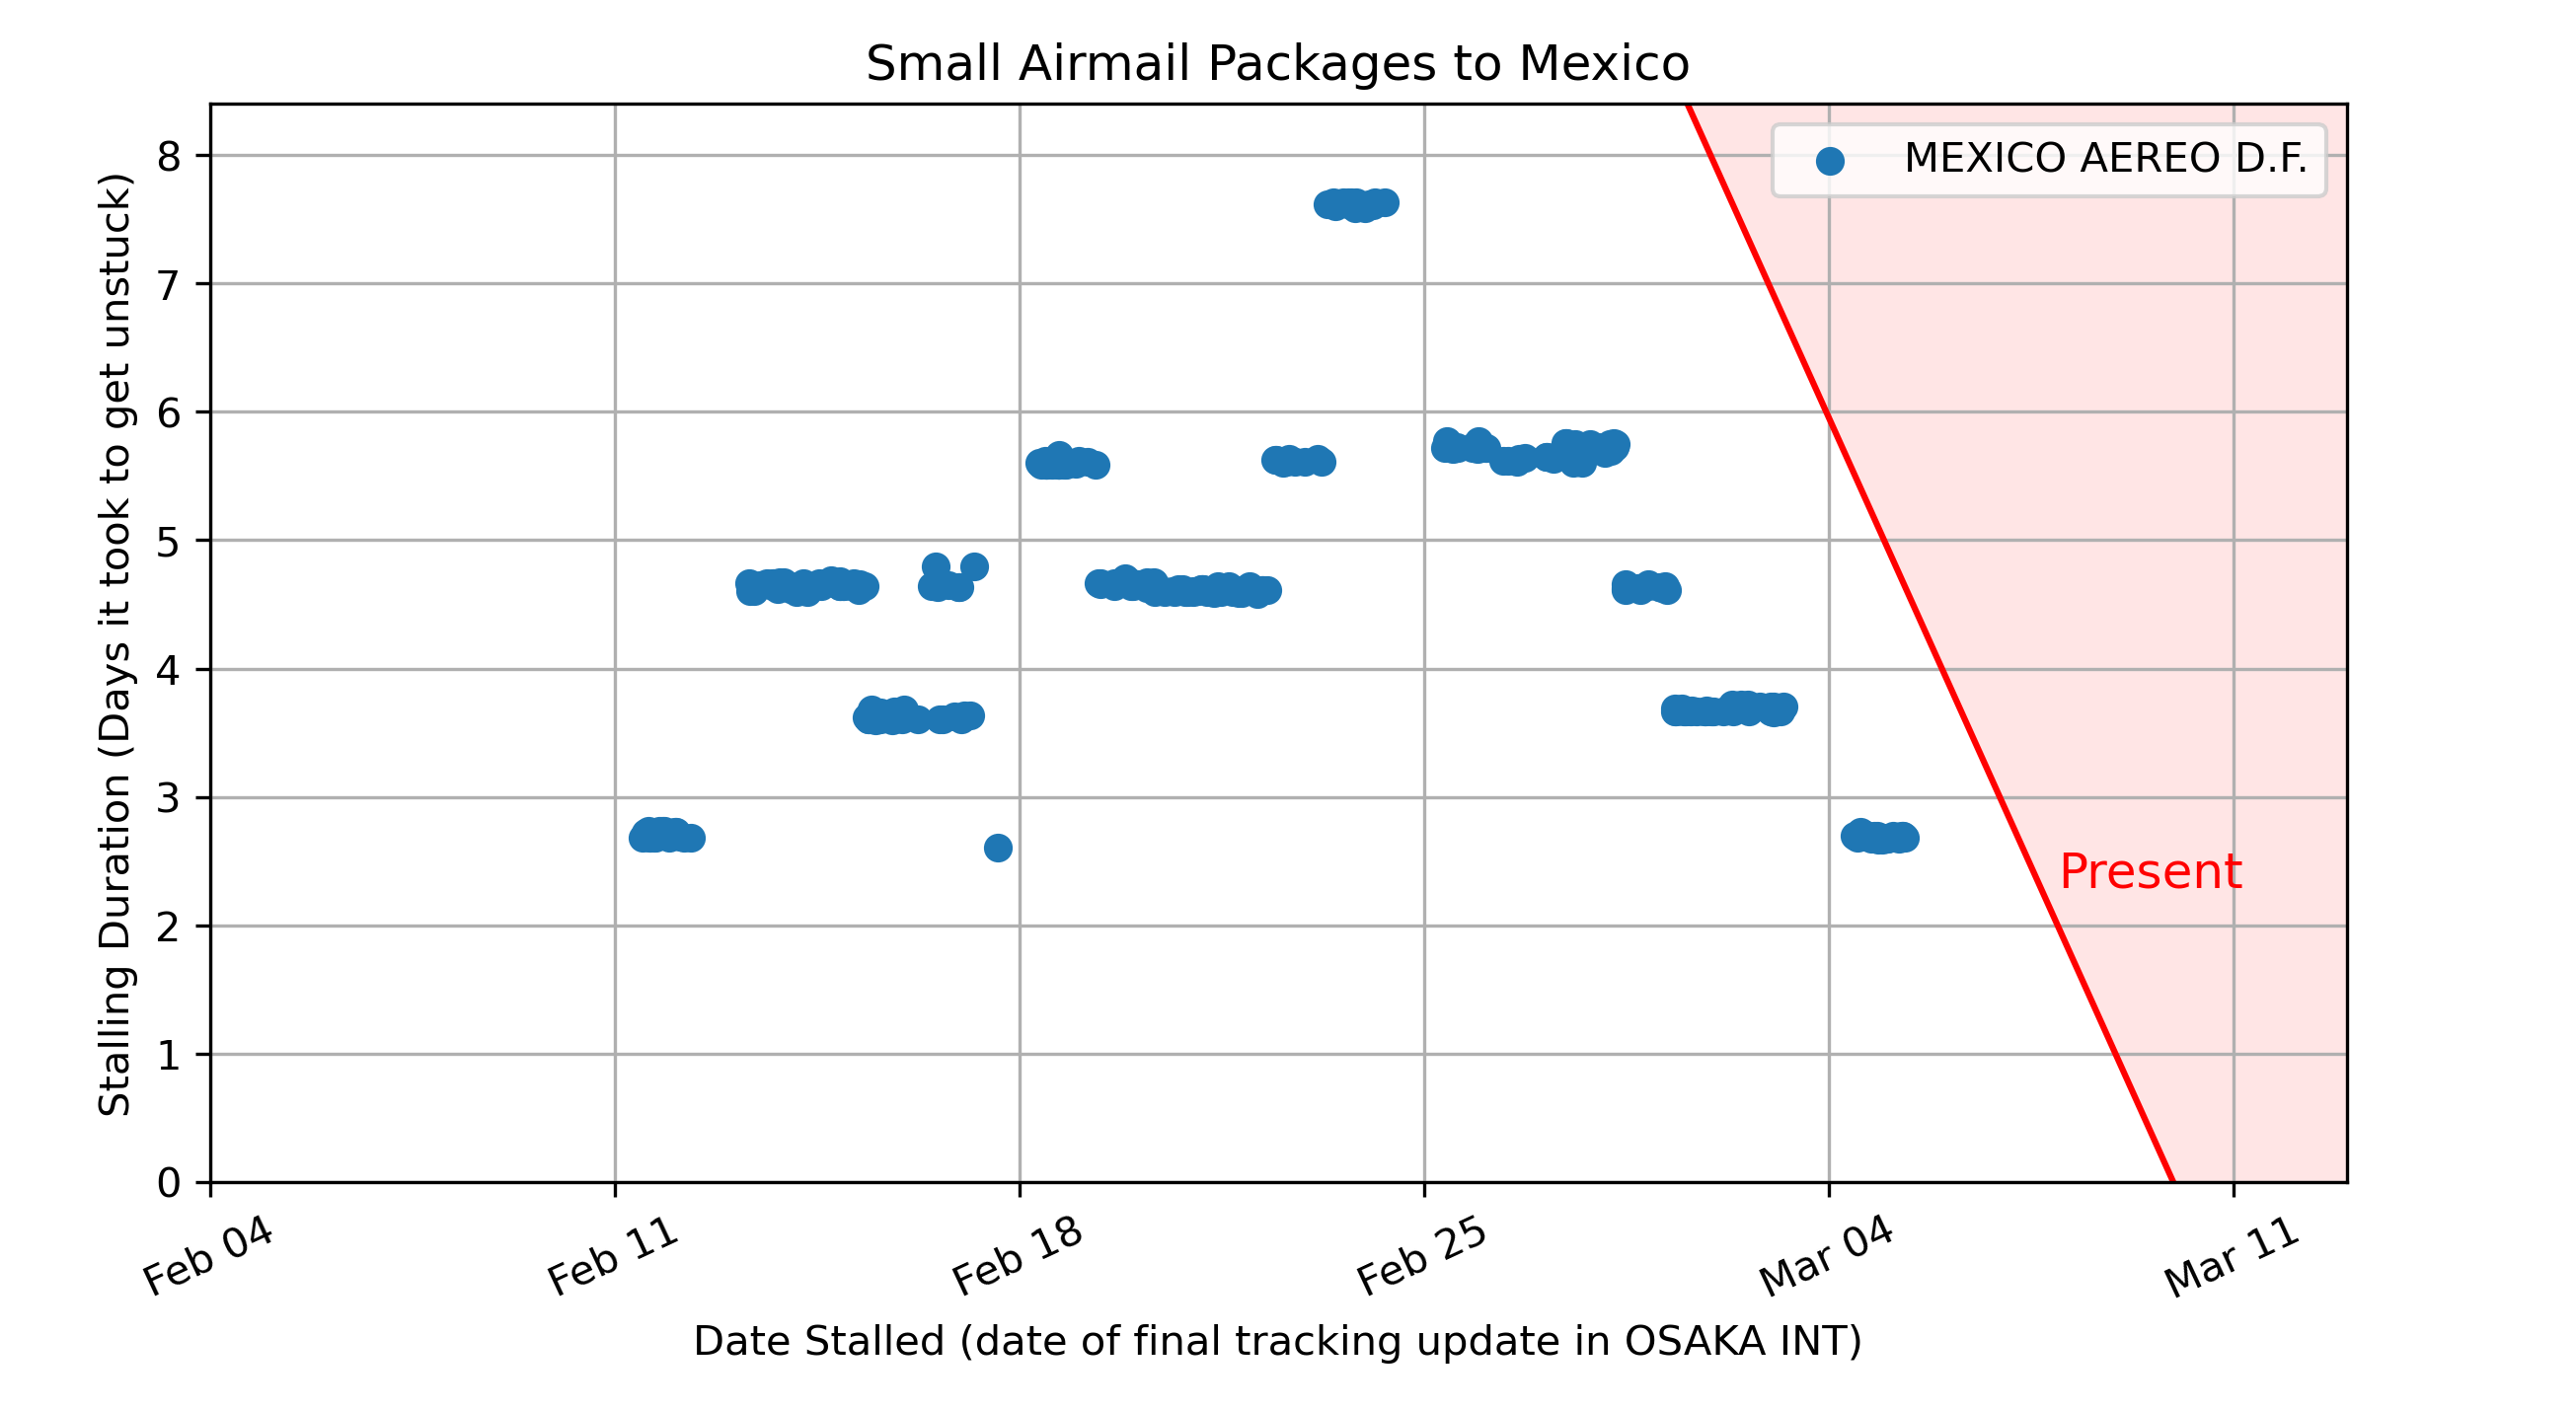 Small Airmail Packages to Mexico
MEXICO AEREO D.F.
Stalling Duration (Days it took to get unstuck)
8
7
6
5
4
3
2
1
0
Present
Feb 04
Feb 11
Feb 18
Feb 25
Mar 04
Mar 11
Date Stalled (date of final tracking update in OSAKA INT)